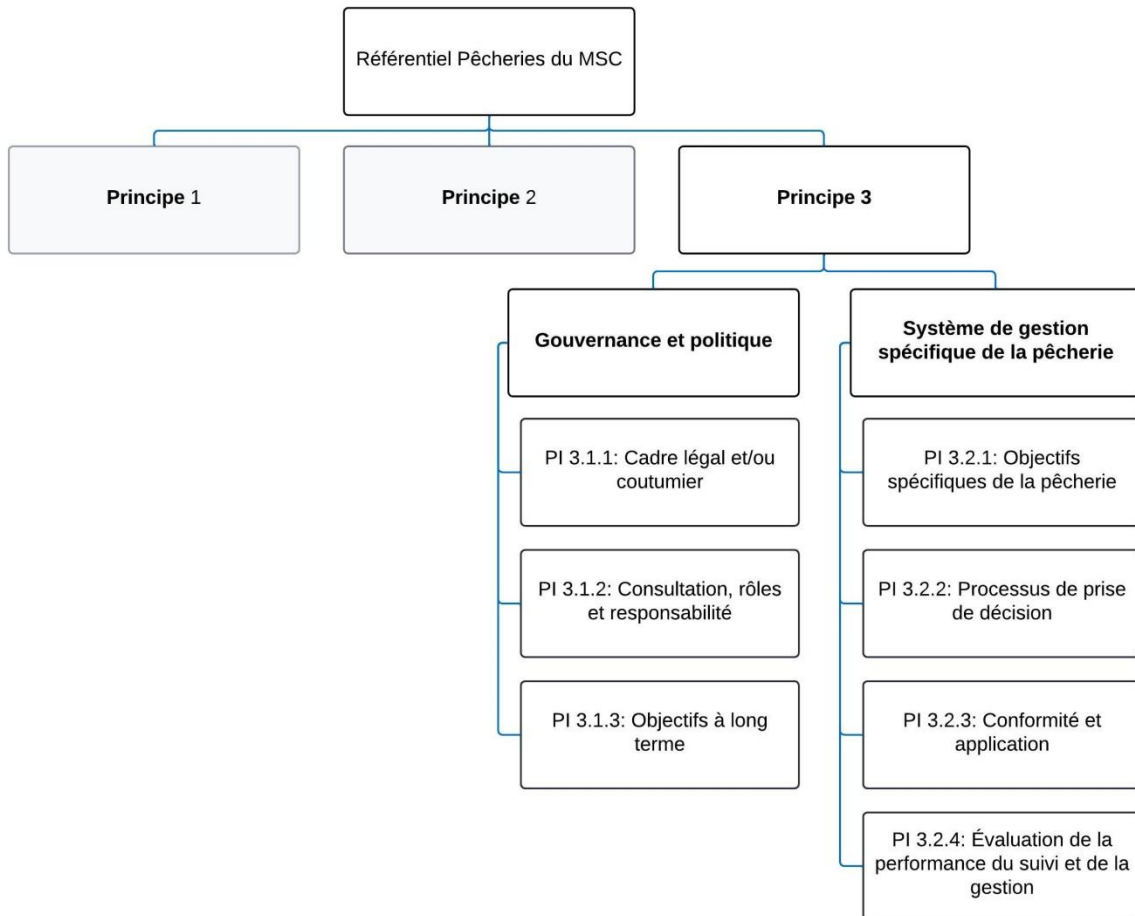 Référentiel Pêcheries du MSC
Principe 1
Principe 2
Principe 3
Gouvernance et politique
PI 3.1.1: Cadre légal et/ou
coutumier
PI 3.1.2: Consultation, rôles
et responsabilité
PI 3.1.3: Objectifs à long
terme
Système de gestion
spécifique de la pêcherie
PI 3.2.1: Objectifs
spécifiques de la pêcherie
PI 3.2.2: Processus de prise
de décision
PI 3.2.3: Conformité et
application
PI 3.2.4: Évaluation de la
performance du suivi et de la
gestion